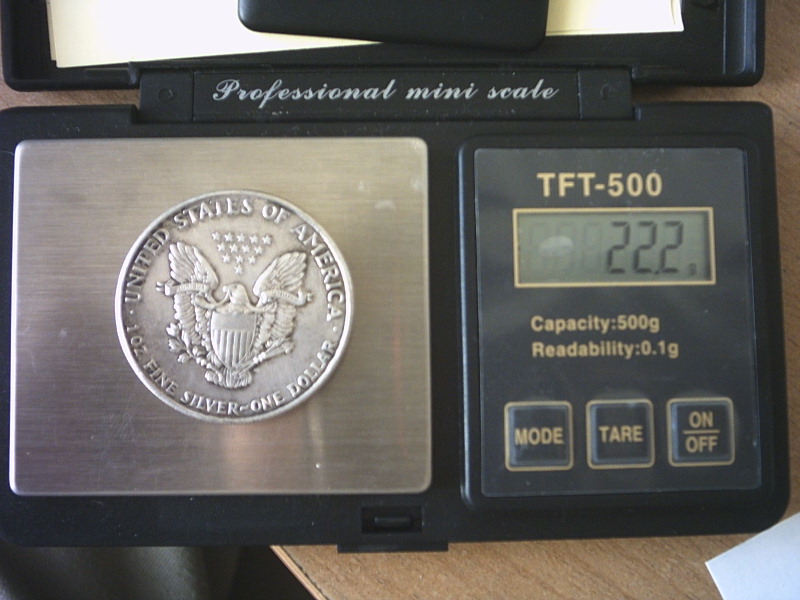 Professional mini scale
UNITED STATES OF AMERICA
1 OZ. FINE SILVER~ONE DOLLAR
TFT-500
22.2 g
Capacity:500g
Readability:0.1g
MODE
TARE
ON
OFF